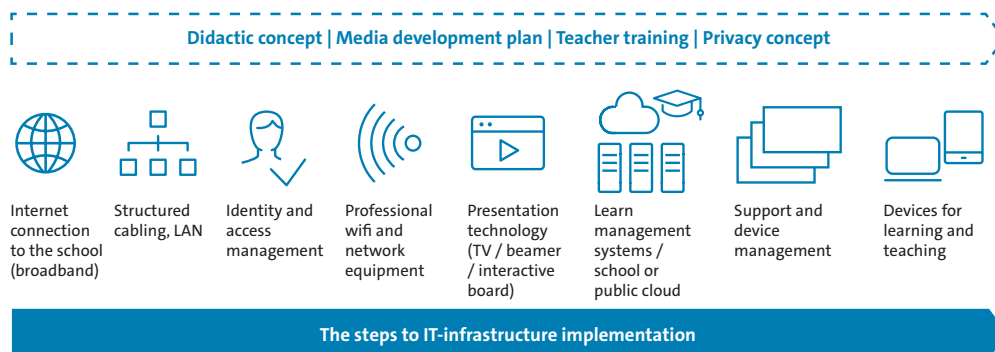 Didactic concept | Media development plan | Teacher training | Privacy concept
Internet
connection
to the school
(broadband)
Structured
cabling, LAN
Identity and
access
management
Professional
wifi and
network
equipment
Presentation
technology
(TV / beamer
/ interactive
board)
Learn
management
systems /
school or
public cloud
Support and
device
management
Devices for
learning and
teaching
The steps to IT-infrastructure implementation